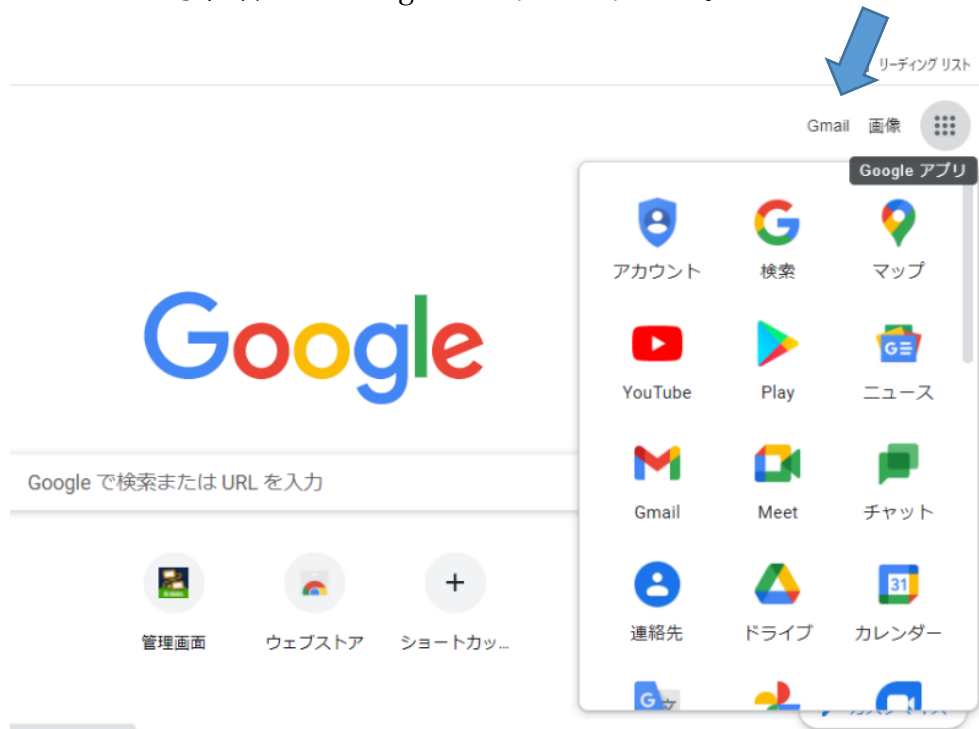 リーディング リスト
Gmail 画像
Google アプリ
アカウント 検索 マップ
Google
YouTube Play ニュース
Google で検索または URL を入力
Gmail Meet チャット
31
連絡先 ドライブ カレンダー
管理画面 ウェブストア ショートカッ...